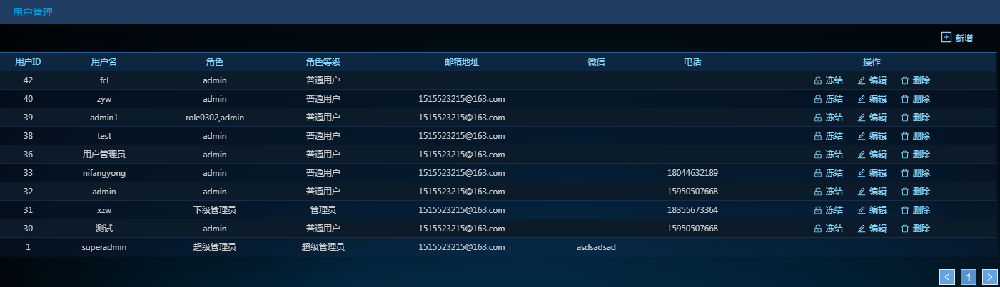 用户管理
新增
用户ID 用户名 角色 角色等级 邮箱地址 微信 电话 操作
42 fcl admin 普通用户 冻结 编辑 删除
40 zyw admin 普通用户 1515523215@163.com 冻结 编辑 删除
39 admin1 role0302,admin 普通用户 1515523215@163.com 冻结 编辑 删除
38 test admin 普通用户 1515523215@163.com 冻结 编辑 删除
36 用户管理员 admin 普通用户 1515523215@163.com 冻结 编辑 删除
33 nifangyong admin 普通用户 1515523215@163.com 18044632189 冻结 编辑 删除
32 admin admin 普通用户 1515523215@163.com 15950507668 冻结 编辑 删除
31 xzw 下级管理员 管理员 1515523215@163.com 18355673364 冻结 编辑 删除
30 测试 admin 普通用户 1515523215@163.com 15950507668 冻结 编辑 删除
1 superadmin 超级管理员 超级管理员 1515523215@163.com asdsadsad
< 1 >